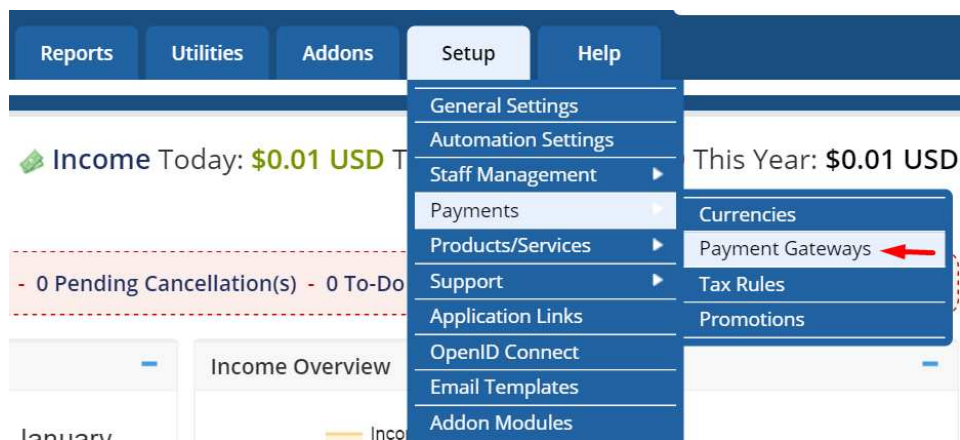 Reports Utilities Addons Setup Help
General Settings
Automation Settings
Income Today: $0.01 USD T This Year: $0.01 USD
Staff Management
Payments
Currencies
Products/Services
Payment Gateways
- 0 Pending Cancellation(s) - 0 To-Do
Support
Tax Rules
Application Links
Promotions
OpenID Connect
Income Overview
Email Templates
Addon Modules
January
Inco